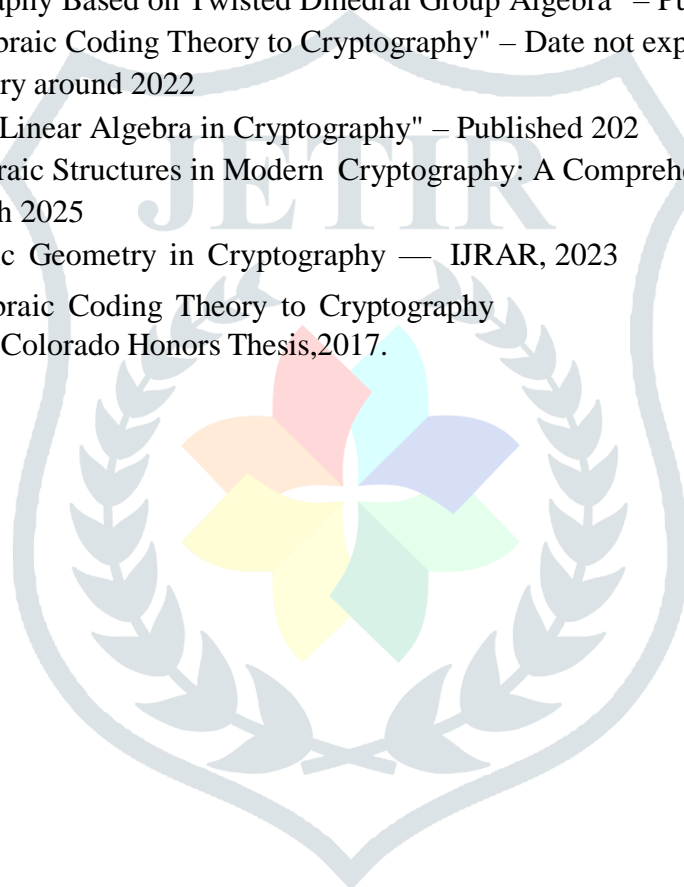 aphy Based on Twisted Dihedral Group Algebra" – Pu
braic Coding Theory to Cryptography" – Date not exp
ry around 2022
Linear Algebra in Cryptography" – Published 202
raic Structures in Modern Cryptography: A Comprehe
h 2025
c Geometry in Cryptography — IJRAR, 2023
braic Coding Theory to Cryptography
Colorado Honors Thesis,2017.
JETIR